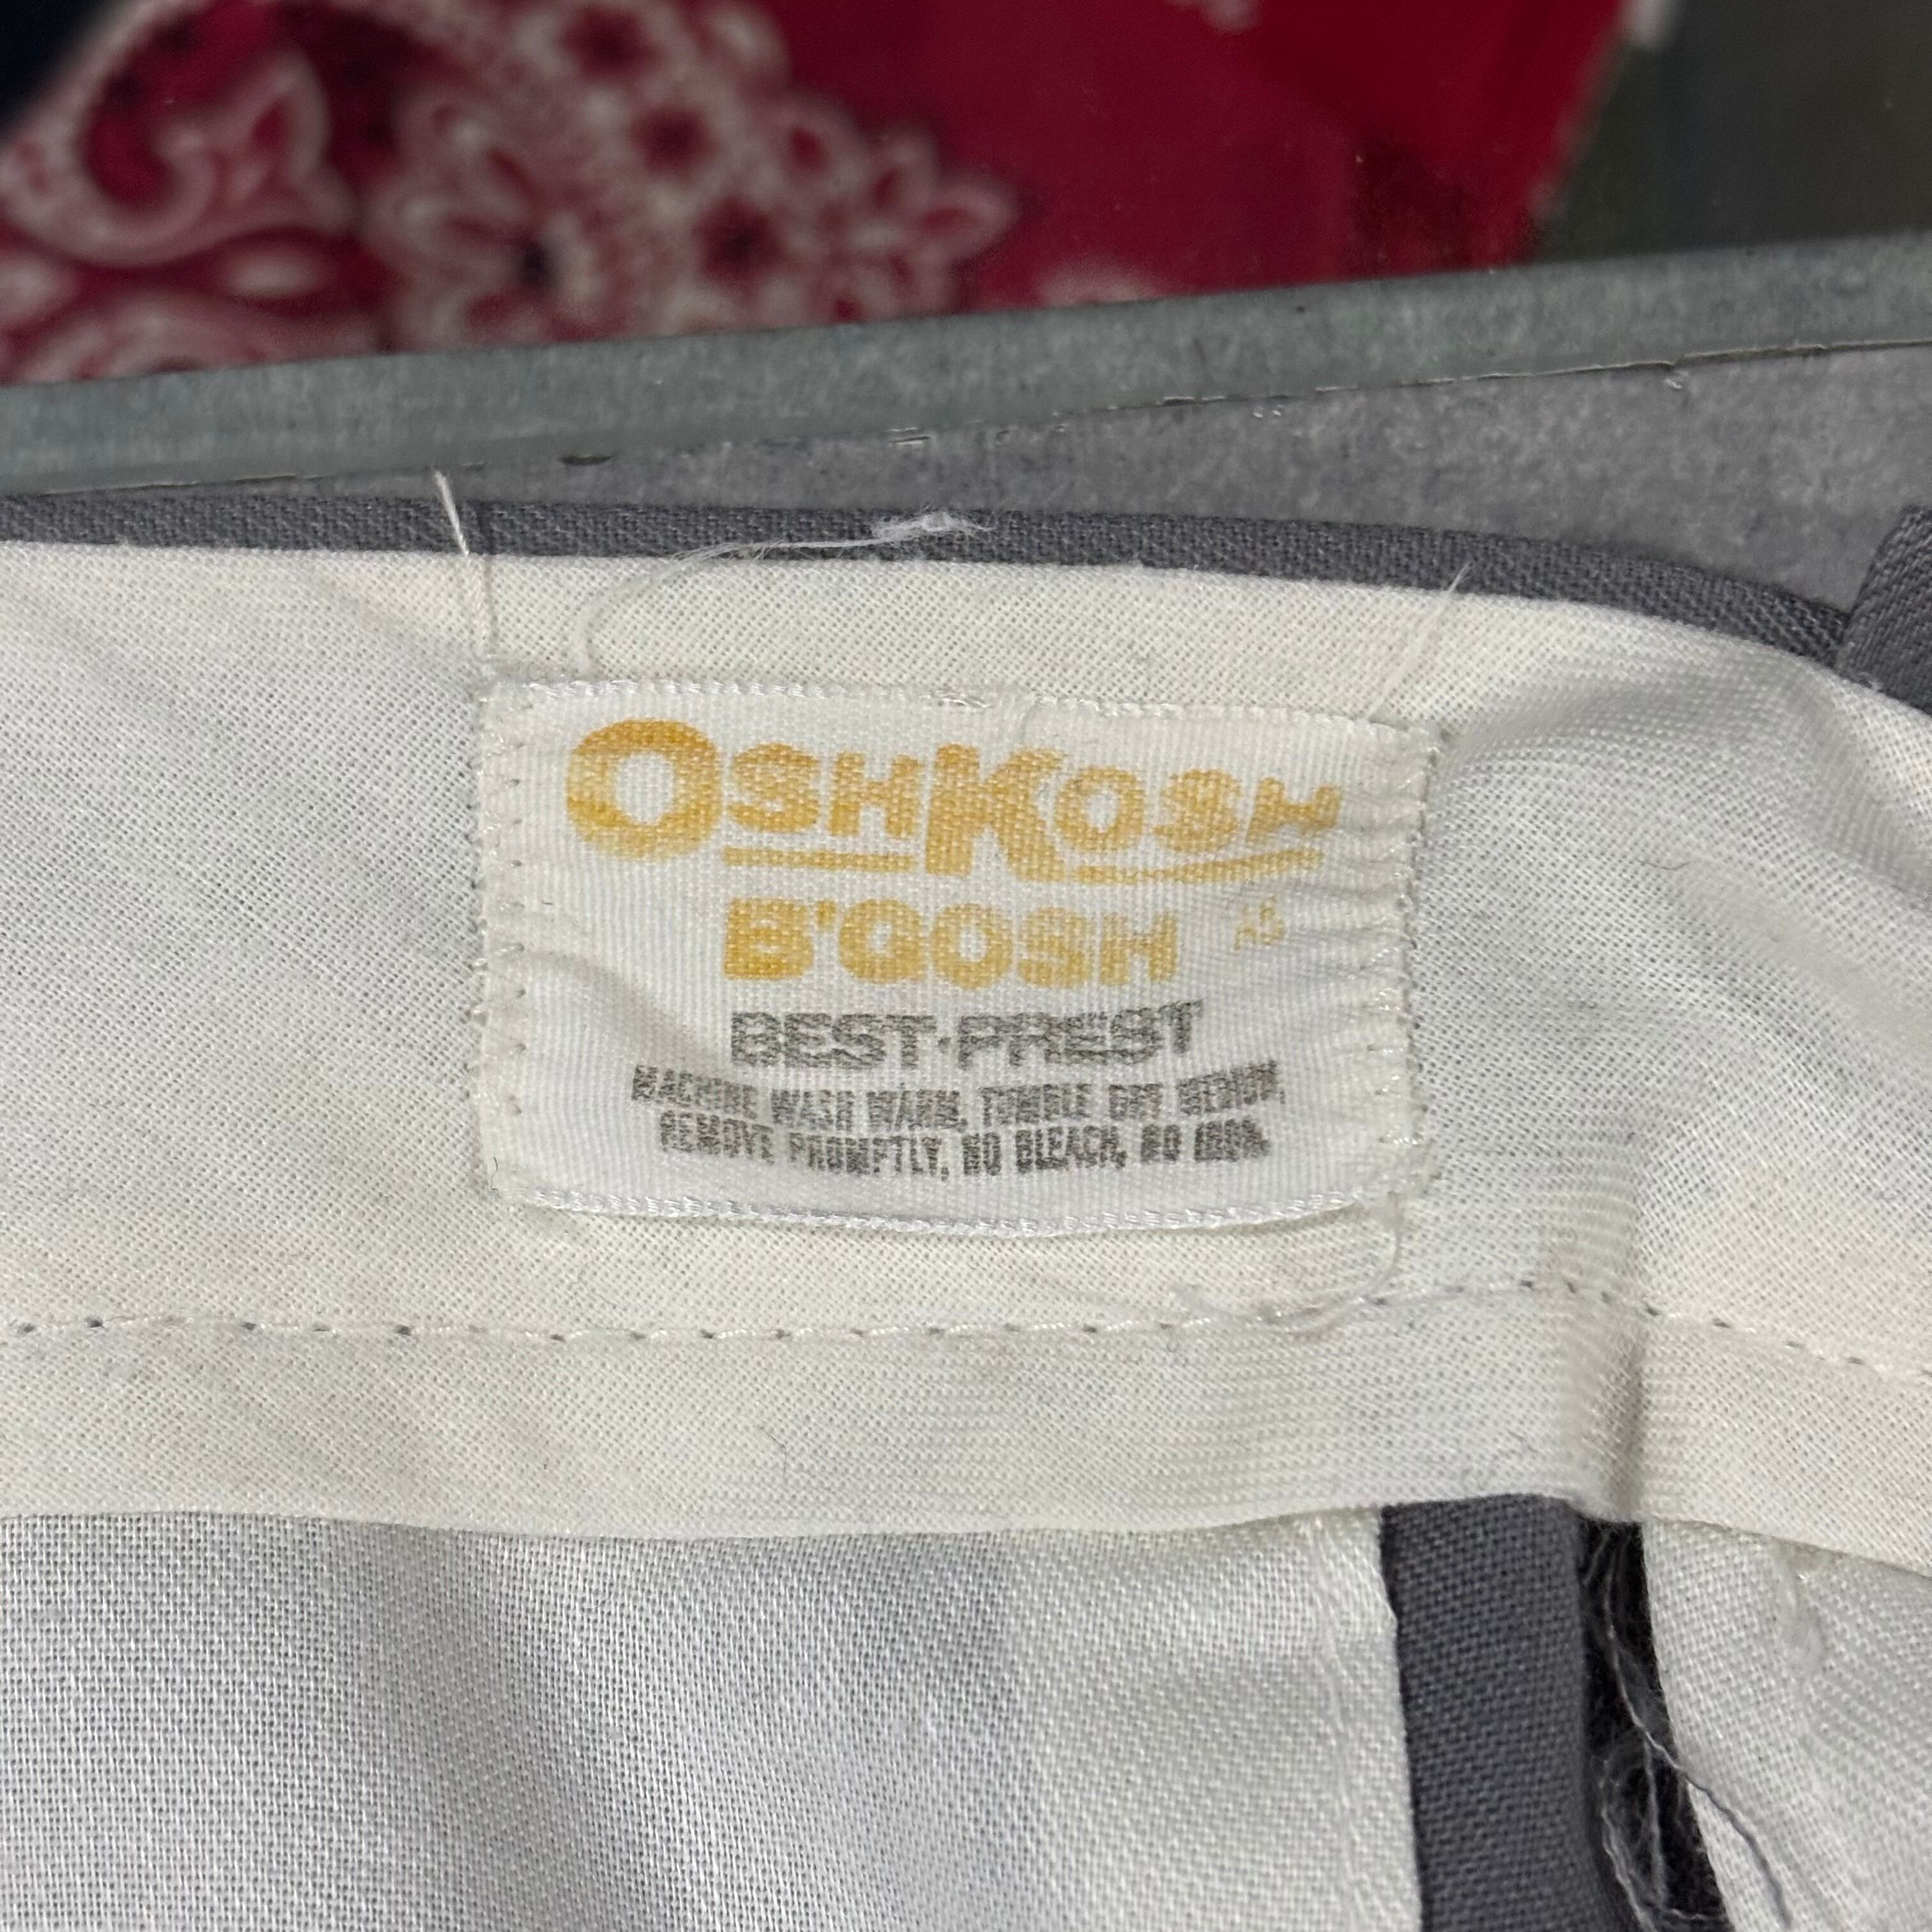 OSHKOSH
B'GOSH
BEST·PREST
MACHINE WASH WARM, TUMBLE DRY MEDIUM,
REMOVE PROMPTLY, NO BLEACH, NO IRON.